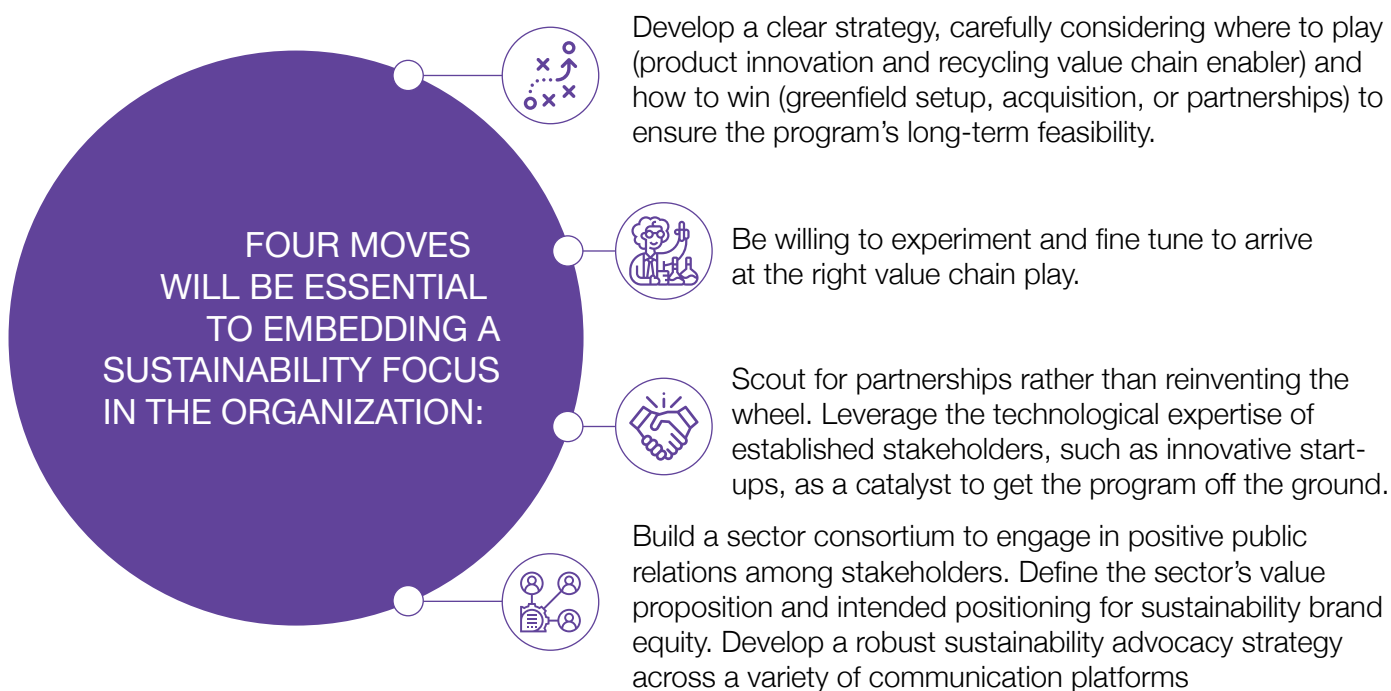 FOUR MOVES
WILL BE ESSENTIAL
TO EMBEDDING A
SUSTAINABILITY FOCUS
IN THE ORGANIZATION:
Develop a clear strategy, carefully considering where to play
(product innovation and recycling value chain enabler) and
how to win (greenfield setup, acquisition, or partnerships) to
ensure the program’s long-term feasibility.
Be willing to experiment and fine tune to arrive
at the right value chain play.
Scout for partnerships rather than reinventing the
wheel. Leverage the technological expertise of
established stakeholders, such as innovative start-
ups, as a catalyst to get the program off the ground.
Build a sector consortium to engage in positive public
relations among stakeholders. Define the sector’s value
proposition and intended positioning for sustainability brand
equity. Develop a robust sustainability advocacy strategy
across a variety of communication platforms